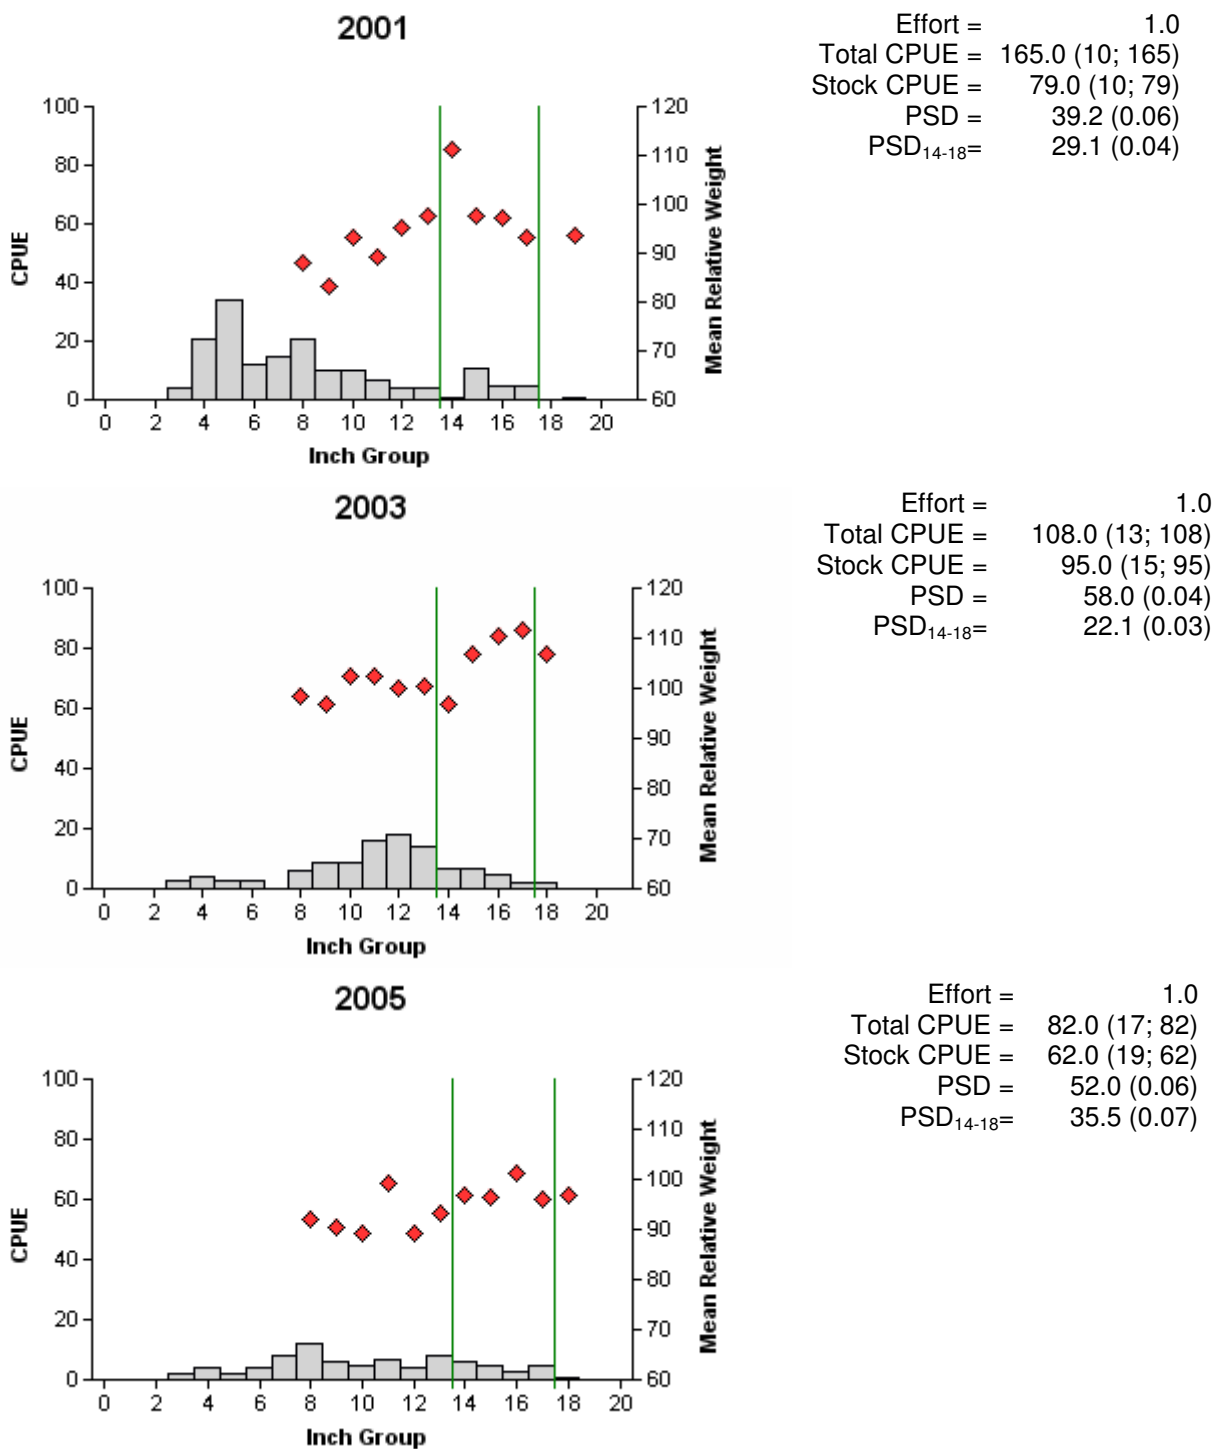 2001
Effort = 1.0
Total CPUE = 165.0 (10; 165)
Stock CPUE = 79.0 (10; 79)
PSD = 39.2 (0.06)
PSD14-18= 29.1 (0.04)
100 120
80 110
60 100
40 90
20 80
0 70
60
CPUE
Mean Relative Weight
0 2 4 6 8 10 12 14 16 18 20
Inch Group
2003
Effort = 1.0
Total CPUE = 108.0 (13; 108)
Stock CPUE = 95.0 (15; 95)
PSD = 58.0 (0.04)
PSD14-18= 22.1 (0.03)
100 120
80 110
60 100
40 90
20 80
0 70
60
CPUE
Mean Relative Weight
0 2 4 6 8 10 12 14 16 18 20
Inch Group
2005
Effort = 1.0
Total CPUE = 82.0 (17; 82)
Stock CPUE = 62.0 (19; 62)
PSD = 52.0 (0.06)
PSD14-18= 35.5 (0.07)
100 120
80 110
60 100
40 90
20 80
0 70
60
CPUE
Mean Relative Weight
0 2 4 6 8 10 12 14 16 18 20
Inch Group